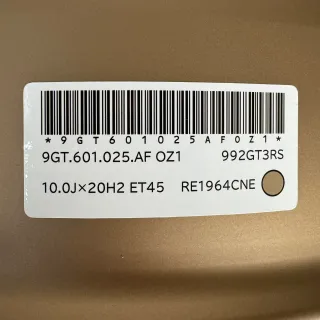 *9GT601025AFOZ1*
9GT.601.025.AF OZ1 992GT3RS
10.0J×20H2 ET45 RE1964CNE